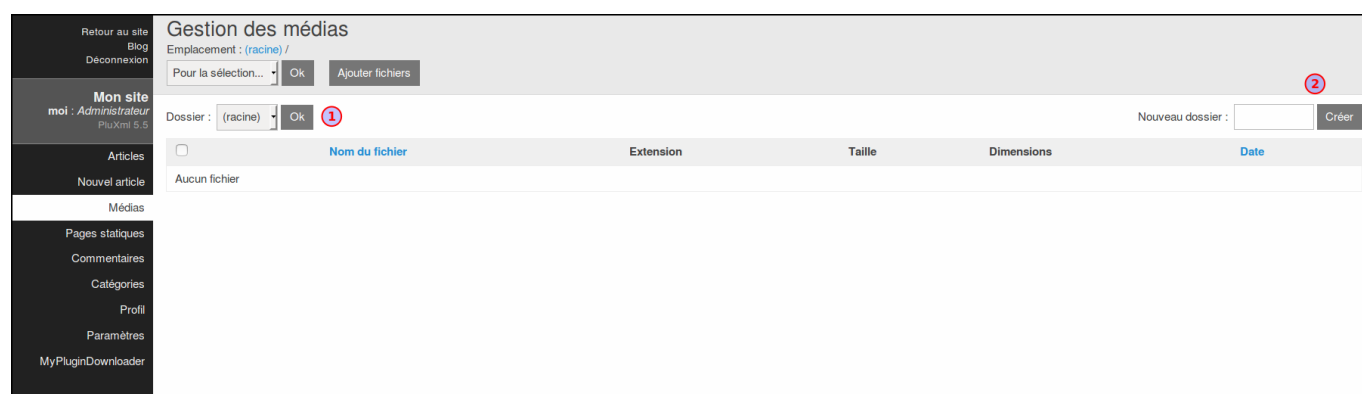 Retour au site
Blog
Déconnexion
Mon site
moi : Administrateur
PluXml 5.5
Articles
Nouvel article
Médias
Pages statiques
Commentaires
Catégories
Profil
Paramètres
MyPluginDownloader
Gestion des médias
Emplacement : (racine) /
Pour la sélection... Ok Ajouter fichiers
2
Dossier : (racine) Ok 1 Nouveau dossier : Créer
Nom du fichier Extension Taille Dimensions Date
Aucun fichier